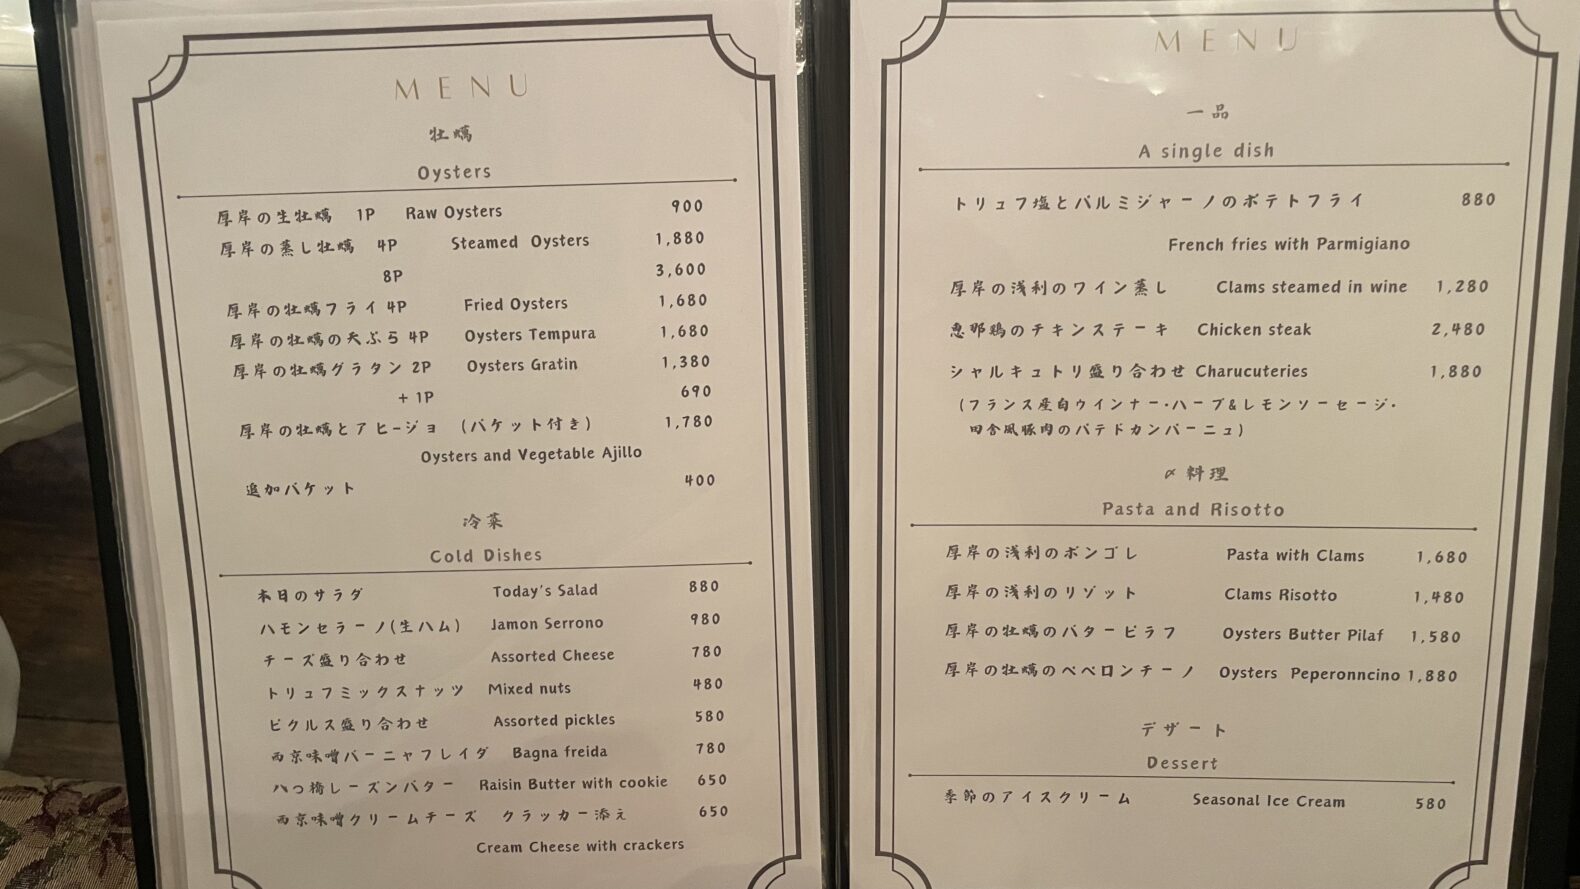 MENU
牡蠣
Oysters
厚岸の生牡蠣 1P Raw Oysters 900
厚岸の蒸し牡蠣 4P Steamed Oysters 1,880
8P 3,600
厚岸の牡蠣フライ 4P Fried Oysters 1,680
厚岸の牡蠣の天ぷら 4P Oysters Tempura 1,680
厚岸の牡蠣グラタン 2P Oysters Gratin 1,380
+ 1P 690
厚岸の牡蠣とアヒージョ (バケット付き) 1,780
Oysters and Vegetable Ajillo
追加バケット 400
冷菜
Cold Dishes
本日のサラダ Today's Salad 880
ハモンセラーノ(生ハム) Jamon Serrono 980
チーズ盛り合わせ Assorted Cheese 780
トリュフミックスナッツ Mixed nuts 480
ピクルス盛り合わせ Assorted pickles 580
西京味噌バーニャフレイダ Bagna freida 780
八つ橋レーズンバター Raisin Butter with cookie 650
西京味噌クリームチーズ クラッカー添え 650
Cream Cheese with crackers
MENU
一品
A single dish
トリュフ塩とパルミジャーノのポテトフライ 880
French fries with Parmigiano
厚岸の浅利のワイン蒸し Clams steamed in wine 1,280
恵那鶏のチキンステーキ Chicken steak 2,480
シャルキュトリ盛り合わせ Charucuteries 1,880
(フランス産白ウインナー・ハーブ&レモンソーセージ・
田舎風豚肉のパテドカンパーニュ)
〆料理
Pasta and Risotto
厚岸の浅利のボンゴレ Pasta with Clams 1,680
厚岸の浅利のリゾット Clams Risotto 1,480
厚岸の牡蠣のバターピラフ Oysters Butter Pilaf 1,580
厚岸の牡蠣のペペロンチーノ Oysters Peperonncino 1,880
デザート
Dessert
季節のアイスクリーム Seasonal Ice Cream 580